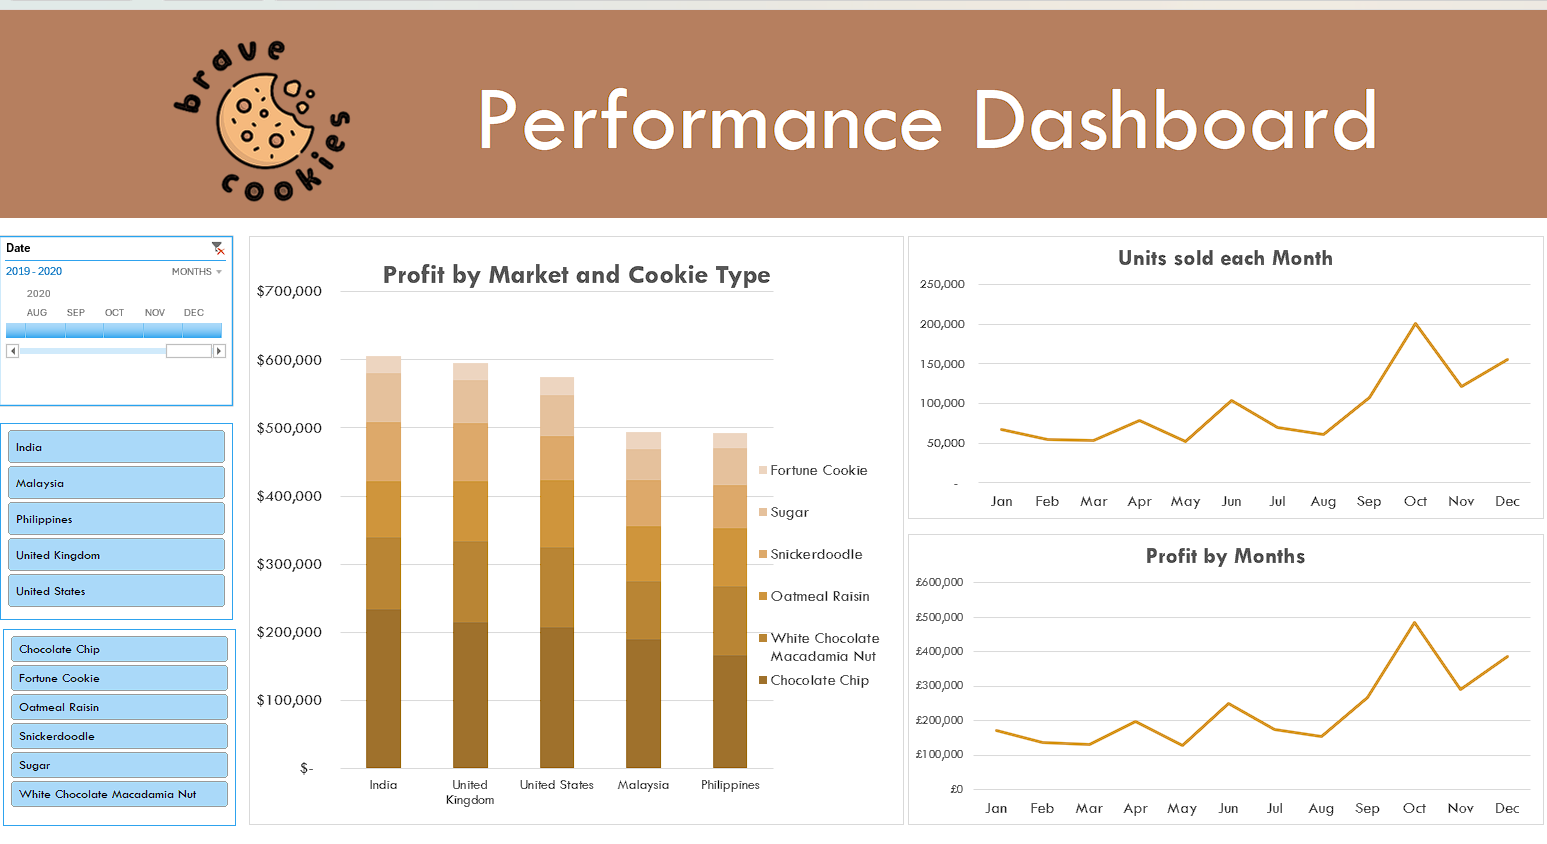 brave
cookies
Performance Dashboard
Date
2019 - 2020
MONTHS
2020
AUG SEP OCT NOV DEC
India
Malaysia
Philippines
United Kingdom
United States
Chocolate Chip
Fortune Cookie
Oatmeal Raisin
Snickerdoodle
Sugar
White Chocolate Macadamia Nut
Profit by Market and Cookie Type
$700,000
$600,000
$500,000
$400,000
$300,000
$200,000
$100,000
$-
India
United
Kingdom
United States
Malaysia
Philippines
Fortune Cookie
Sugar
Snickerdoodle
Oatmeal Raisin
White Chocolate
Macadamia Nut
Chocolate Chip
Units sold each Month
250,000
200,000
150,000
100,000
50,000
-
Jan Feb Mar Apr May Jun Jul Aug Sep Oct Nov Dec
Profit by Months
£600,000
£500,000
£400,000
£300,000
£200,000
£100,000
£0
Jan Feb Mar Apr May Jun Jul Aug Sep Oct Nov Dec